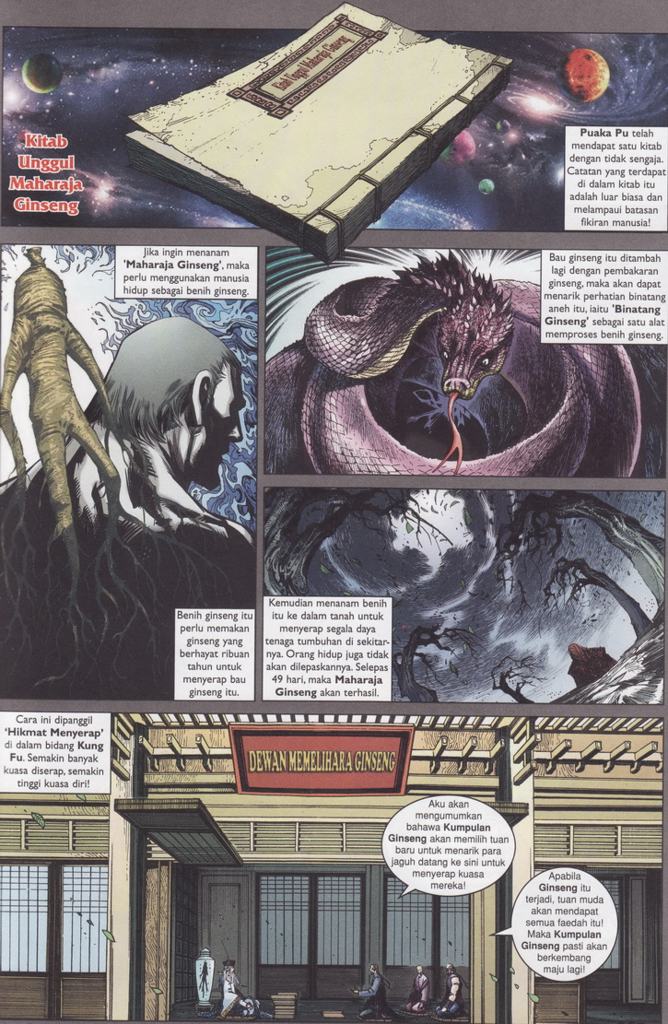 Kitab Unggul Maharaja Ginseng
Kitab
Unggul
Maharaja
Ginseng
Puaka Pu telah
mendapat satu kitab
dengan tidak sengaja.
Catatan yang terdapat
di dalam kitab itu
adalah luar biasa dan
melampaui batasan
fikiran manusia!
Jika ingin menanam
'Maharaja Ginseng', maka
perlu menggunakan manusia
hidup sebagai benih ginseng.
Bau ginseng itu ditambah
lagi dengan pembakaran
ginseng, maka akan dapat
menarik perhatian binatang
aneh itu, iaitu 'Binatang
Ginseng' sebagai satu alat
memproses benih ginseng.
Benih ginseng itu
perlu memakan
ginseng yang
berhayat ribuan
tahun untuk
menyerap bau
ginseng itu.
Kemudian menanam benih
itu ke dalam tanah untuk
menyerap segala daya
tenaga tumbuhan di sekitar-
nya. Orang hidup juga tidak
akan dilepaskannya. Selepas
49 hari, maka Maharaja
Ginseng akan terhasil.
Cara ini dipanggil
'Hikmat Menyerap'
di dalam bidang Kung
Fu. Semakin banyak
kuasa diserap, semakin
tinggi kuasa diri!
DEWAN MEMELIHARA GINSENG
Aku akan
mengumumkan
bahawa Kumpulan
Ginseng akan memilih tuan
baru untuk menarik para
jaguh datang ke sini untuk
menyerap kuasa
mereka!
Apabila
Ginseng itu
terjadi, tuan muda
akan mendapat
semua faedah itu!
Maka Kumpulan
Ginseng pasti akan
berkembang
maju lagi!